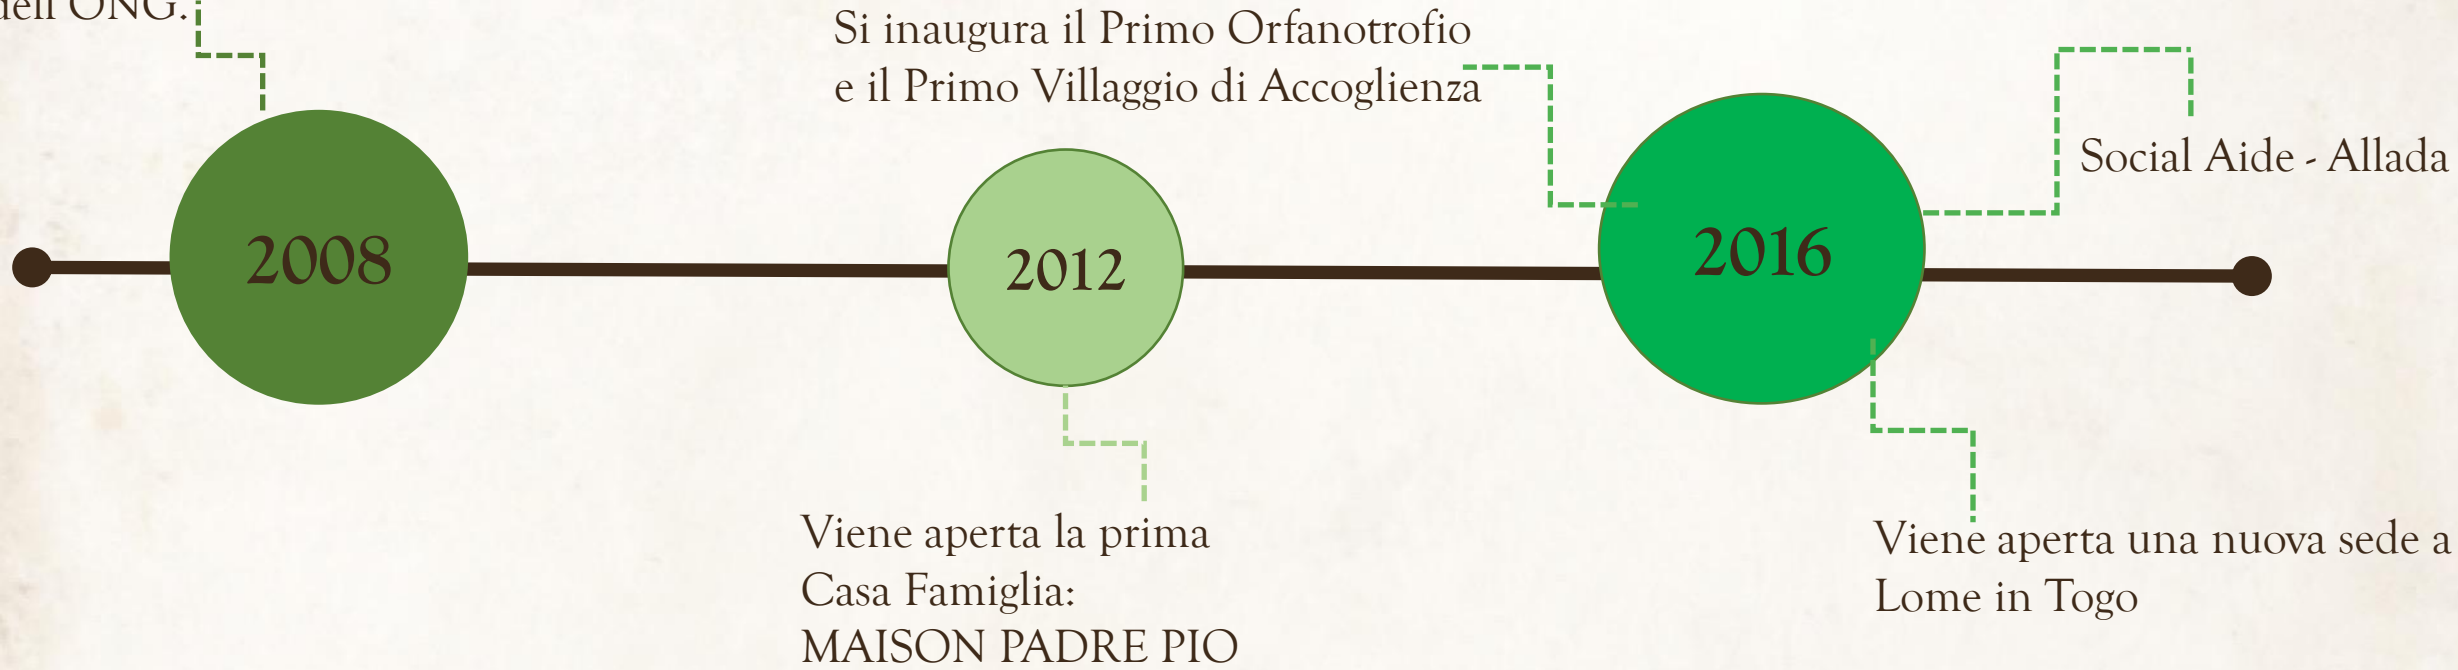 dell'ONG.
2008
Si inaugura il Primo Orfanotrofio
e il Primo Villaggio di Accoglienza
2012
Viene aperta la prima
Casa Famiglia:
MAISON PADRE PIO
2016
Social Aide - Allada
Viene aperta una nuova sede a
Lome in Togo